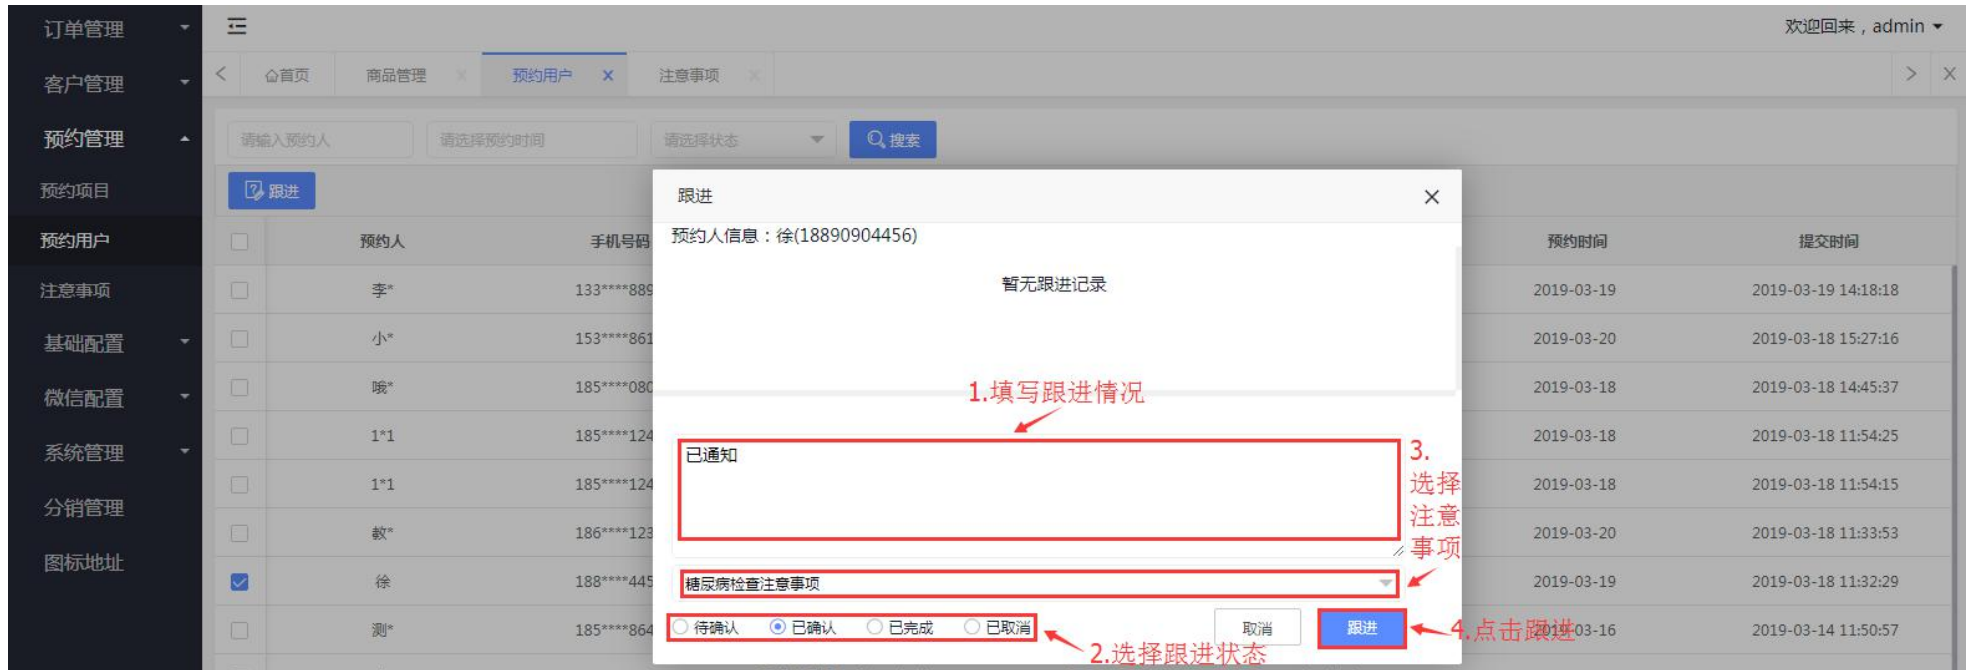 订单管理
欢迎回来，admin
首页 商品管理 预约用户 注意事项
客户管理
预约管理
请输入预约人 请选择预约时间 请选择状态 搜索
预约项目
跟进
跟进
预约用户
预约人 手机号码
预约人信息：徐(18890904456)
预约时间 提交时间
暂无跟进记录
注意事项
李* 133****889 2019-03-19 2019-03-19 14:18:18
基础配置
小* 153****861 2019-03-20 2019-03-18 15:27:16
微信配置
哦* 185****080 2019-03-18 2019-03-18 14:45:37
1.填写跟进情况
1*1 185****124 2019-03-18 2019-03-18 11:54:25
系统管理
已通知
3.
选择
注意
事项
1*1 185****124 2019-03-18 2019-03-18 11:54:15
分销管理
教* 186****123 2019-03-20 2019-03-18 11:33:53
图标地址
徐 188****445 2019-03-19 2019-03-18 11:32:29
糖尿病检查注意事项
测* 185****864 2019-03-16 2019-03-14 11:50:57
待确认 已确认 已完成 已取消
取消 跟进
4.点击跟进
2.选择跟进状态